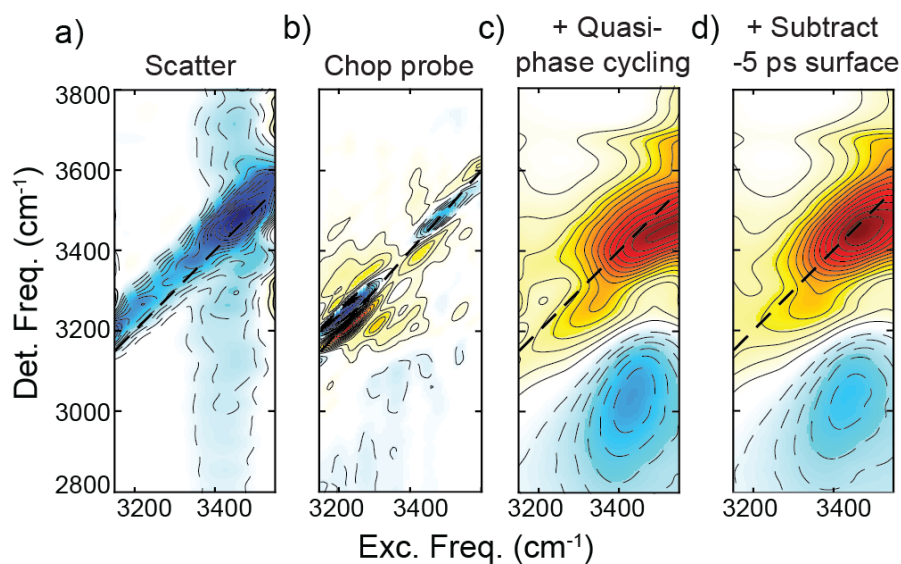 a)
Scatter
b)
Chop probe
c)
+ Quasi-
phase cycling
d)
+ Subtract
-5 ps surface
Det. Freq. (cm-1)
3800
3600
3400
3200
3000
2800
3200
3400
3200
3400
3200
3400
3200
3400
Exc. Freq. (cm-1)